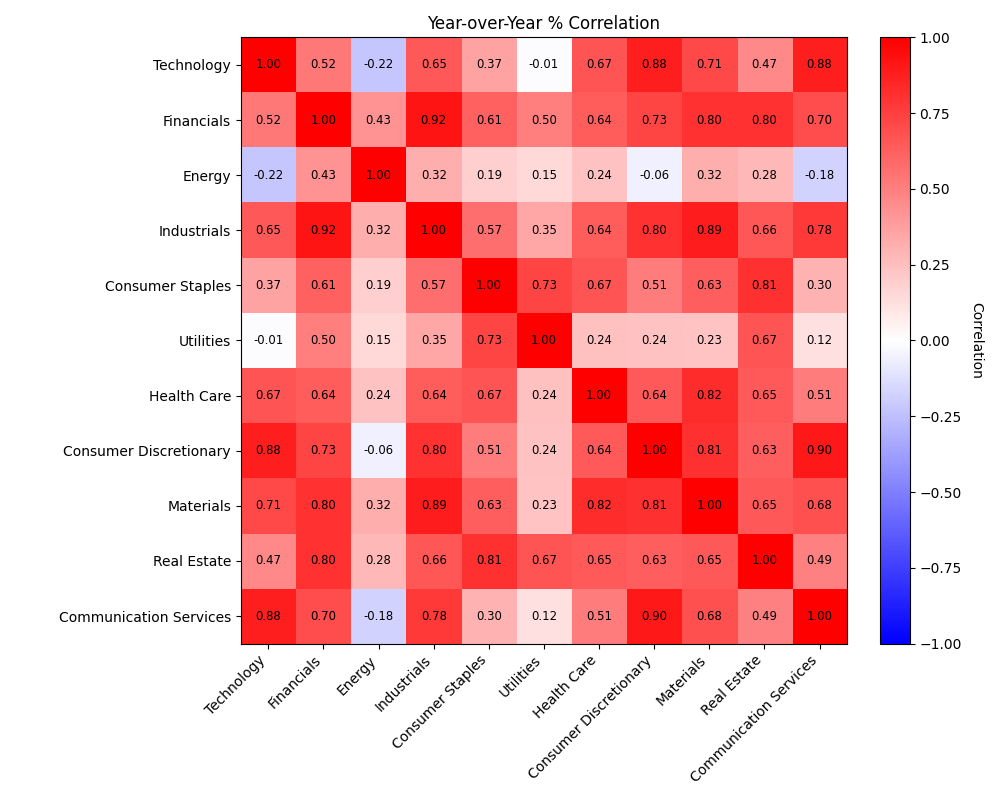 Year-over-Year % Correlation
Technology 1.00 0.52 -0.22 0.65 0.37 -0.01 0.67 0.88 0.71 0.47 0.88
Financials 0.52 1.00 0.43 0.92 0.61 0.50 0.64 0.73 0.80 0.80 0.70
Energy -0.22 0.43 1.00 0.32 0.19 0.15 0.24 -0.06 0.32 0.28 -0.18
Industrials 0.65 0.92 0.32 1.00 0.57 0.35 0.64 0.80 0.89 0.66 0.78
Consumer Staples 0.37 0.61 0.19 0.57 1.00 0.73 0.67 0.51 0.63 0.81 0.30
Utilities -0.01 0.50 0.15 0.35 0.73 1.00 0.24 0.24 0.23 0.67 0.12
Health Care 0.67 0.64 0.24 0.64 0.67 0.24 1.00 0.64 0.82 0.65 0.51
Consumer Discretionary 0.88 0.73 -0.06 0.80 0.51 0.24 0.64 1.00 0.81 0.63 0.90
Materials 0.71 0.80 0.32 0.89 0.63 0.23 0.82 0.81 1.00 0.65 0.68
Real Estate 0.47 0.80 0.28 0.66 0.81 0.67 0.65 0.63 0.65 1.00 0.49
Communication Services 0.88 0.70 -0.18 0.78 0.30 0.12 0.51 0.90 0.68 0.49 1.00
Technology
Financials
Energy
Industrials
Consumer Staples
Utilities
Health Care
Consumer Discretionary
Materials
Real Estate
Communication Services
1.00
0.75
0.50
0.25
0.00
−0.25
−0.50
−0.75
−1.00
Correlation